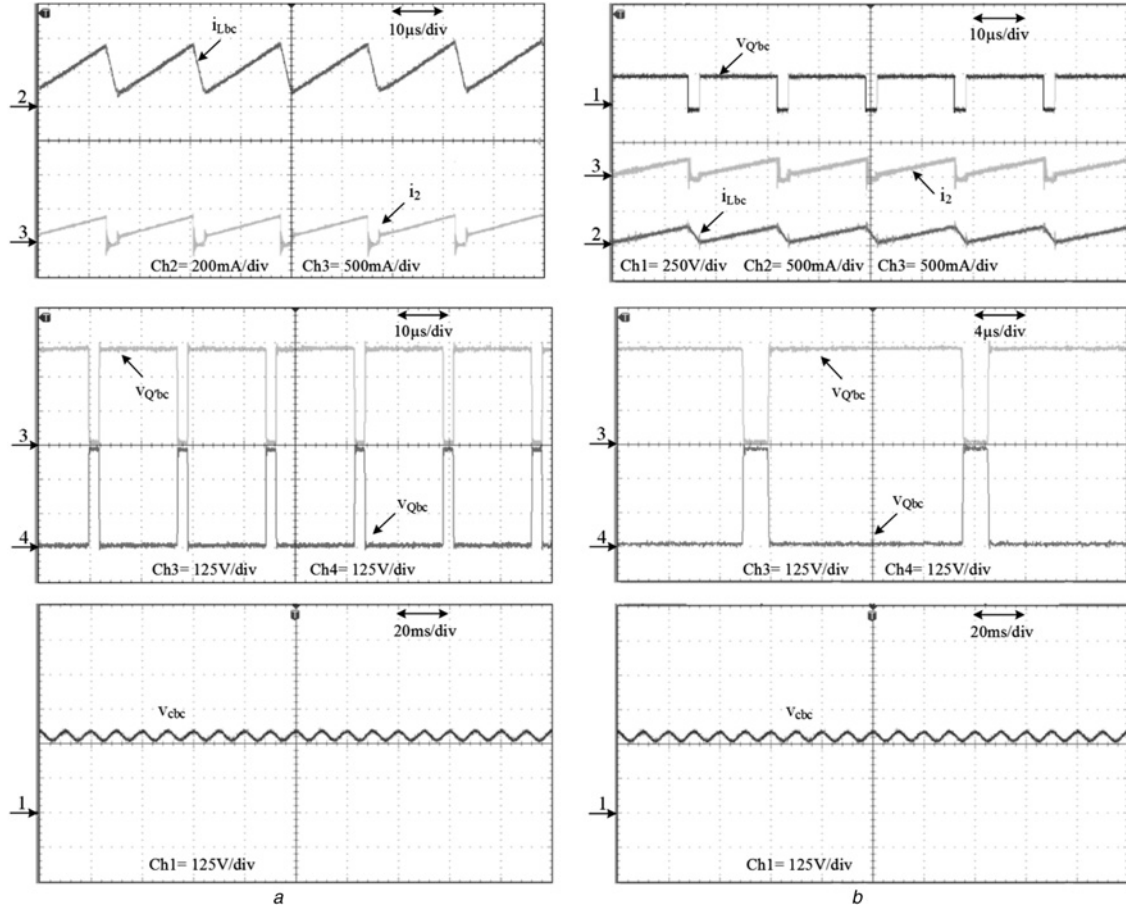 10µs/div
iLbc
2
i2
3
Ch2= 200mA/div Ch3= 500mA/div
10µs/div
vQ'bc
1
3
i2
iLbc
2
Ch1= 250V/div Ch2= 500mA/div Ch3= 500mA/div
10µs/div
vQ'bc
3
vQbc
4
Ch3= 125V/div Ch4= 125V/div
4µs/div
vQ'bc
3
vQbc
4
Ch3= 125V/div Ch4= 125V/div
20ms/div
vcbc
1
Ch1= 125V/div
a
20ms/div
vcbc
1
Ch1= 125V/div
b